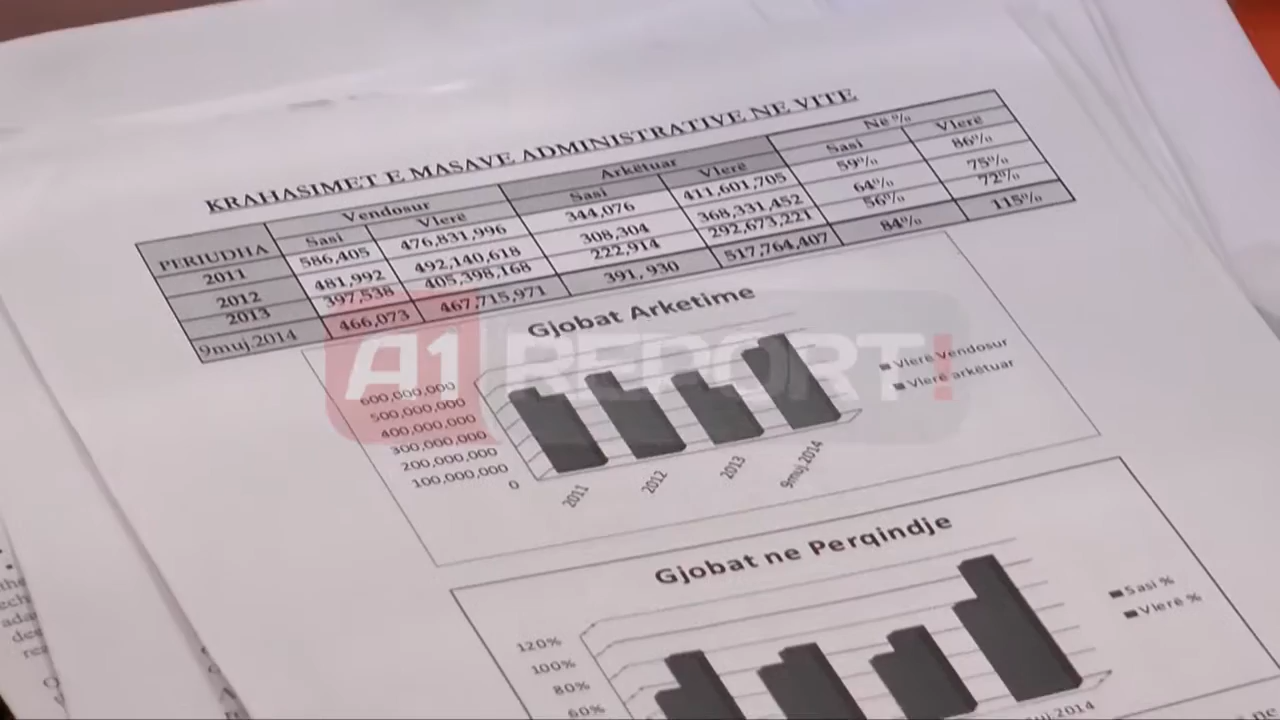 KRAHASIMET E MASAVE ADMINISTRATIVE NE VITE
PERIUDHA Vendosur Arkëtuar Në %
Sasi Vlerë Sasi Vlerë Sasi Vlerë
2011 586,405 476,831,996 344,076 411,601,705 59% 86%
2012 481,992 492,140,618 308,304 368,331,452 64% 75%
2013 397,538 405,398,168 222,914 292,673,221 56% 72%
9muj.2014 466,073 467,715,971 391, 930 517,764,407 84% 115%
Gjobat Arketime
600,000,000
500,000,000
400,000,000
300,000,000
200,000,000
100,000,000
0
2011 2012 2013 9muj.2014
Vlerë Vendosur
Vlerë arkëtuar
A1 REPORT!
Gjobat ne Perqindje
120%
100%
80%
60%
Sasi %
Vlerë %
muj.2014